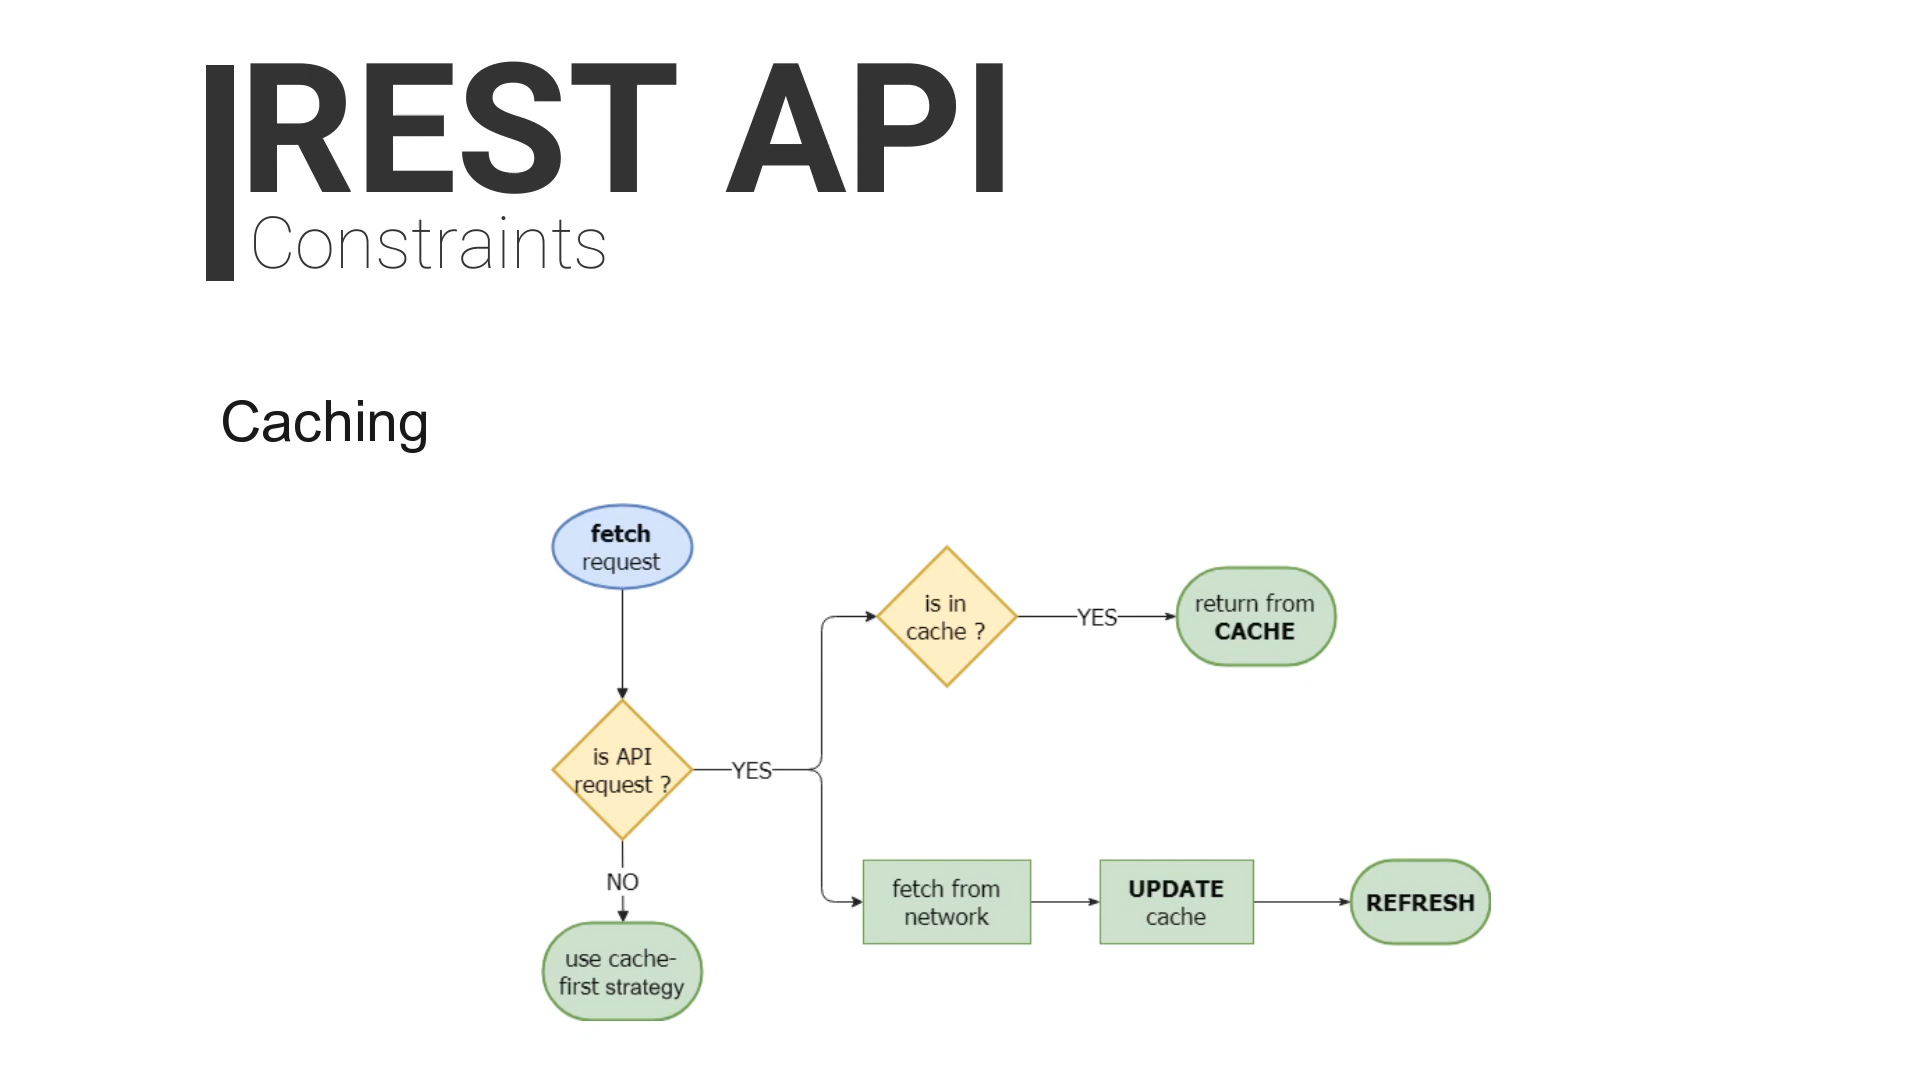 REST API
Constraints
Caching
fetch
request
is in
cache ?
YES
return from
CACHE
is API
request ?
YES
NO
fetch from
network
UPDATE
cache
REFRESH
use cache-
first strategy